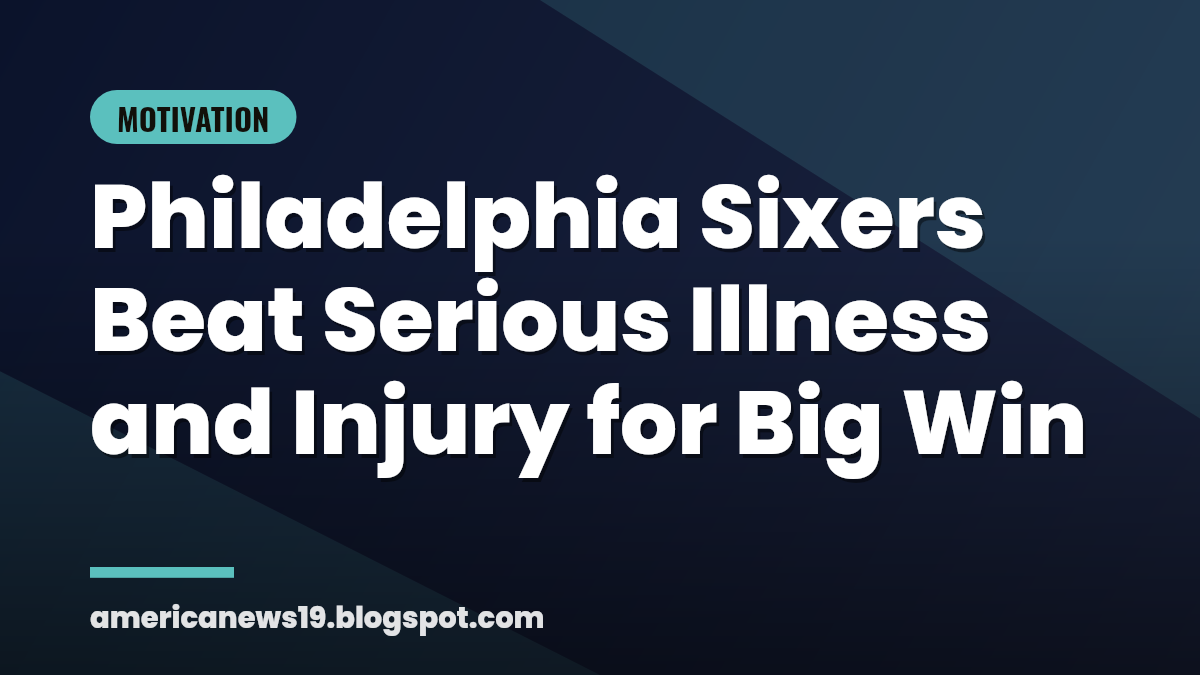 MOTIVATION
Philadelphia Sixers
Beat Serious Illness
and Injury for Big Win
americanews19.blogspot.com